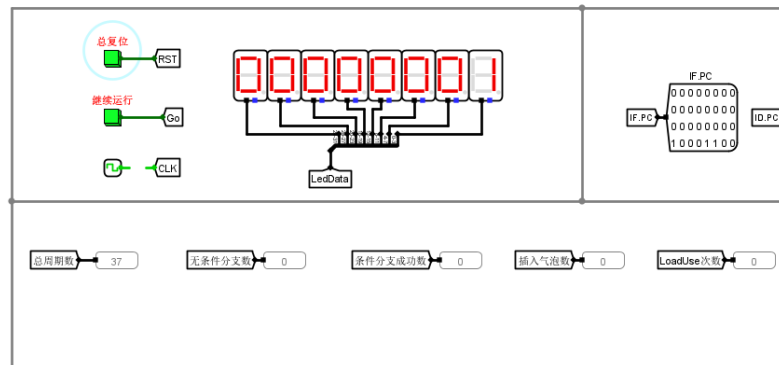 总复位
RST
继续运行
Go
CLK
00000001
LedData
IF.PC
IF.PC
00000000
00000000
00000000
10001100
ID.PC
总周期数 37
无条件分支数 0
条件分支成功数 0
插入气泡数 0
LoadUse次数 0